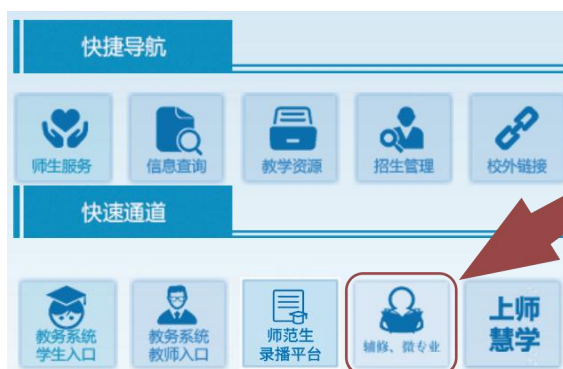 快捷导航
师生服务 信息查询 教学资源 招生管理 校外链接
快速通道
教务系统 教务系统 师范生 辅修、微专业 上师
学生入口 教师入口 录播平台 慧学